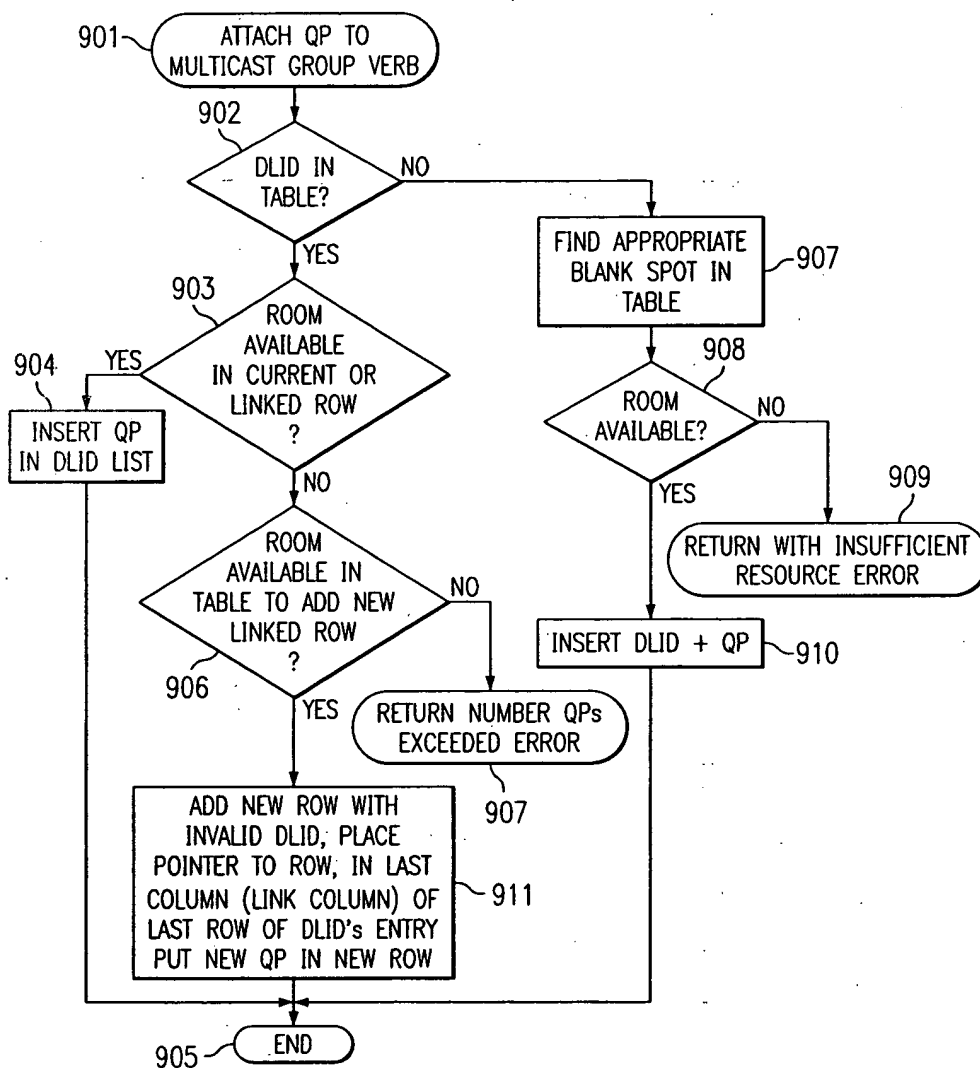 901
ATTACH QP TO
MULTICAST GROUP VERB
902
DLID IN
TABLE?
NO
YES
FIND APPROPRIATE
BLANK SPOT IN
TABLE
907
903
ROOM
AVAILABLE
IN CURRENT OR
LINKED ROW
?
YES
904
INSERT QP
IN DLID LIST
NO
908
ROOM
AVAILABLE?
NO
YES
909
RETURN WITH INSUFFICIENT
RESOURCE ERROR
ROOM
AVAILABLE IN
TABLE TO ADD NEW
LINKED ROW
?
NO
906
YES
INSERT DLID + QP
910
RETURN NUMBER QPs
EXCEEDED ERROR
907
ADD NEW ROW WITH
INVALID DLID, PLACE
POINTER TO ROW, IN LAST
COLUMN (LINK COLUMN) OF
LAST ROW OF DLID's ENTRY
PUT NEW QP IN NEW ROW
911
END
905